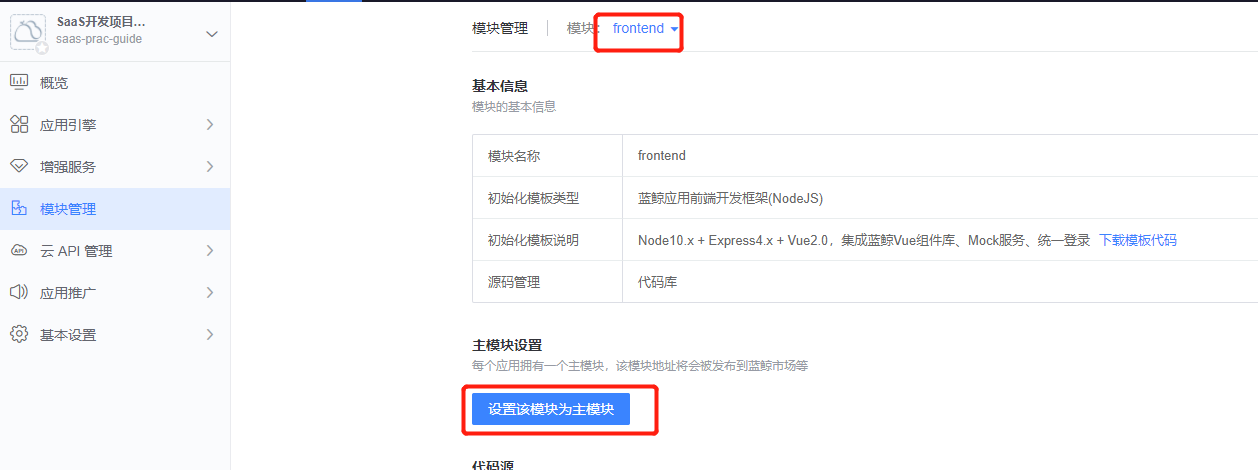 SaaS开发项目...
saas-prac-guide
概览
应用引擎
增强服务
模块管理
云 API 管理
应用推广
基本设置
模块管理 模块: frontend
基本信息
模块的基本信息
模块名称 frontend
初始化模板类型 蓝鲸应用前端开发框架(NodeJS)
初始化模板说明 Node10.x + Express4.x + Vue2.0，集成蓝鲸Vue组件库、Mock服务、统一登录 下载模板代码
源码管理 代码库
主模块设置
每个应用拥有一个主模块，该模块地址将会被发布到蓝鲸市场等
设置该模块为主模块
代码源